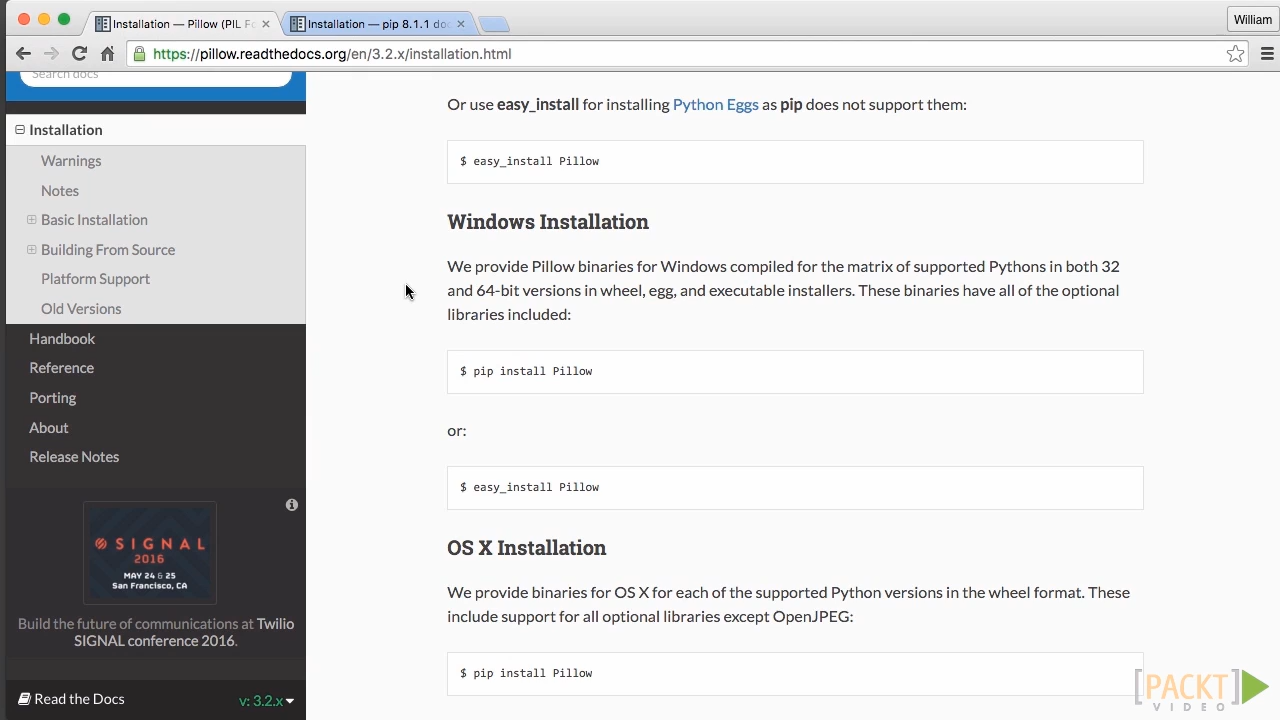 Installation — Pillow (PIL Fo
Installation — pip 8.1.1 doc
William
https://pillow.readthedocs.org/en/3.2.x/installation.html
Search docs
Installation
Warnings
Notes
Basic Installation
Building From Source
Platform Support
Old Versions
Handbook
Reference
Porting
About
Release Notes
SIGNAL
2016
MAY 24 & 25
San Francisco, CA
Build the future of communications at Twilio
SIGNAL conference 2016.
Read the Docs
v: 3.2.x
Or use easy_install for installing Python Eggs as pip does not support them:
$ easy_install Pillow
Windows Installation
We provide Pillow binaries for Windows compiled for the matrix of supported Pythons in both 32
and 64-bit versions in wheel, egg, and executable installers. These binaries have all of the optional
libraries included:
$ pip install Pillow
or:
$ easy_install Pillow
OS X Installation
We provide binaries for OS X for each of the supported Python versions in the wheel format. These
include support for all optional libraries except OpenJPEG:
$ pip install Pillow
[PACKT]
VIDEO